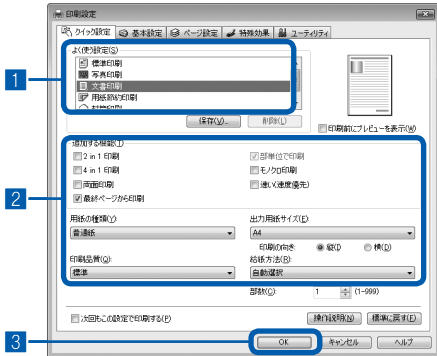 印刷設定
クイック設定 基本設定 ページ設定 特殊効果 ユーティリティ
よく使う設定(S)
標準印刷
写真印刷
文書印刷
用紙節約印刷
1
保存(V)... 削除(L)
印刷前にプレビューを表示(W)
追加する機能(T)
2 in 1 印刷 部単位で印刷
4 in 1 印刷 モノクロ印刷
両面印刷 速い(速度優先)
最終ページから印刷
2
用紙の種類(Y): 出力用紙サイズ(E):
普通紙 A4
印刷の向き: 縦(I) 横(D)
印刷品質(Q): 給紙方法(R):
標準 自動選択
部数(C): 1 (1-999)
次回もこの設定で印刷する(P) 操作説明(N) 標準に戻す(F)
3
OK キャンセル ヘルプ